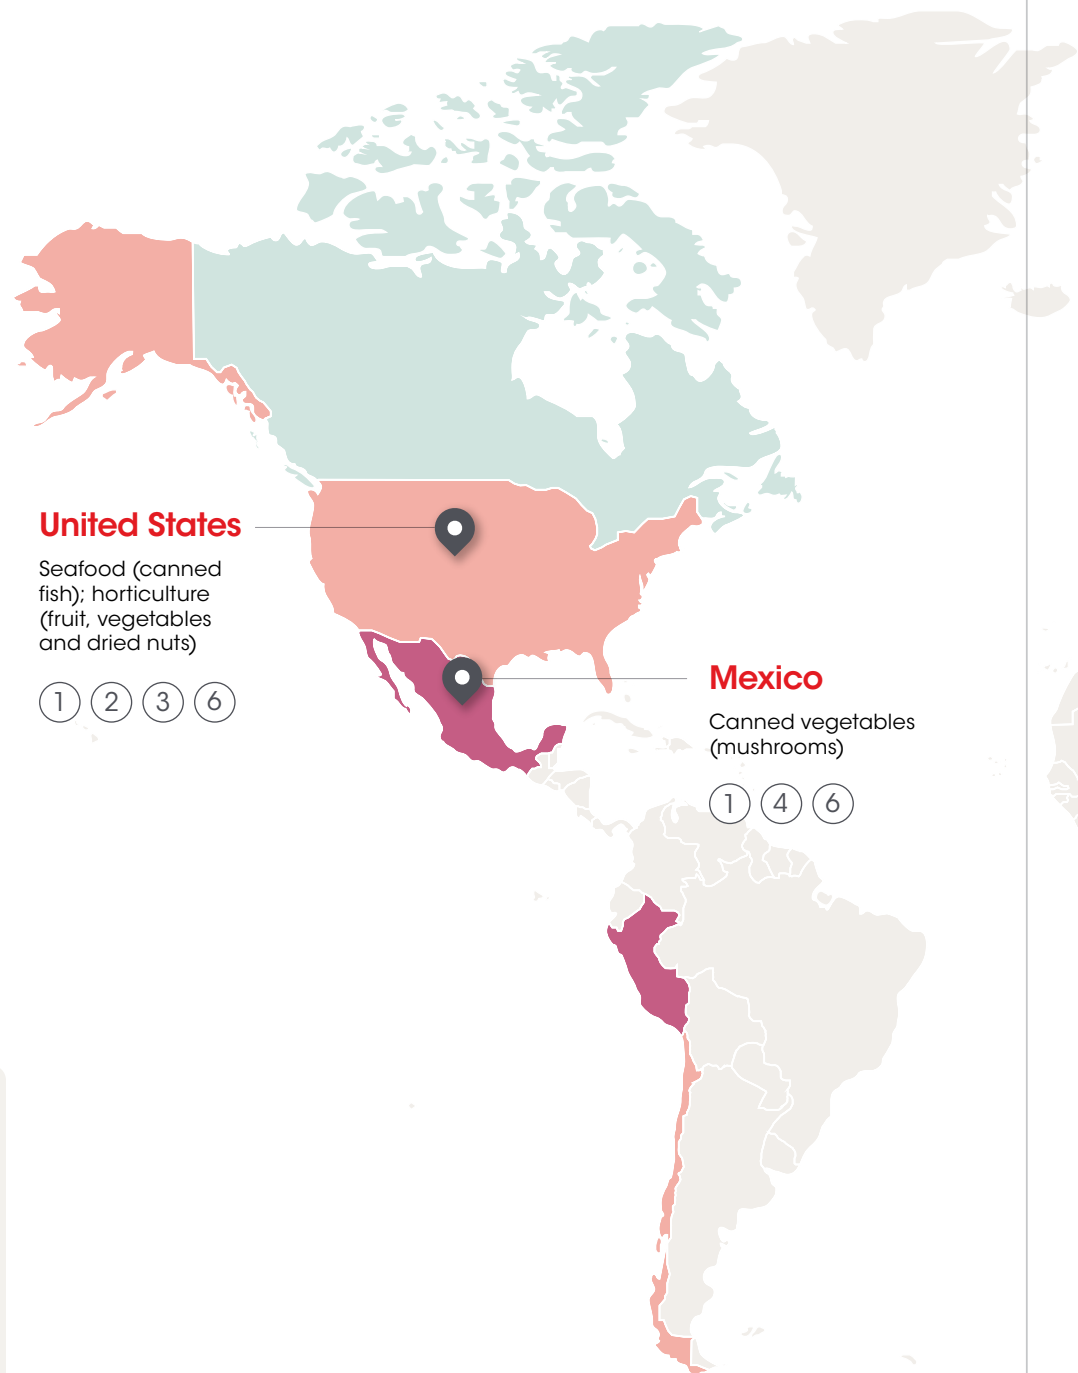 United States
Seafood (canned
fish); horticulture
(fruit, vegetables
and dried nuts)
1 2 3 6
Mexico
Canned vegetables
(mushrooms)
1 4 6